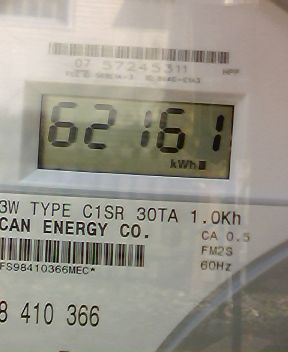 07 57245311
62161
kWh
3W TYPE C1SR 30TA 1.0Kh
CAN ENERGY CO.
CA 0.5
FM2S
60Hz
FS98410366MEC*
8 410 366